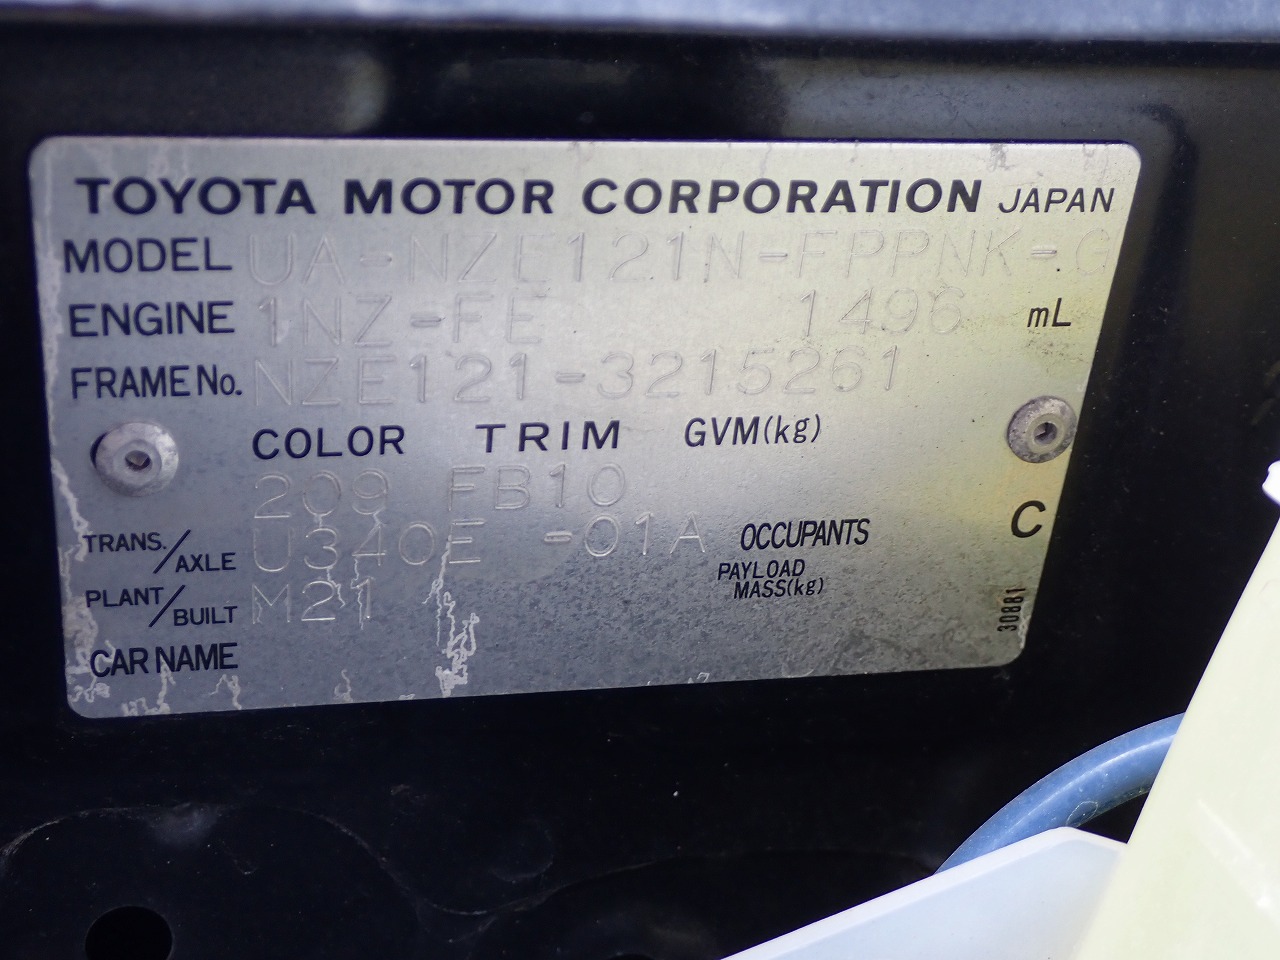 TOYOTA MOTOR CORPORATION JAPAN
MODEL UA-NZE121N-EPPNK-G
ENGINE 1NZ-FE 1496 mL
FRAME No. NZE121-3215261
COLOR TRIM GVM(kg)
209 FB10
TRANS./AXLE U340E -01A OCCUPANTS C
PAYLOAD MASS(kg)
PLANT/BUILT M21
CAR NAME
30881